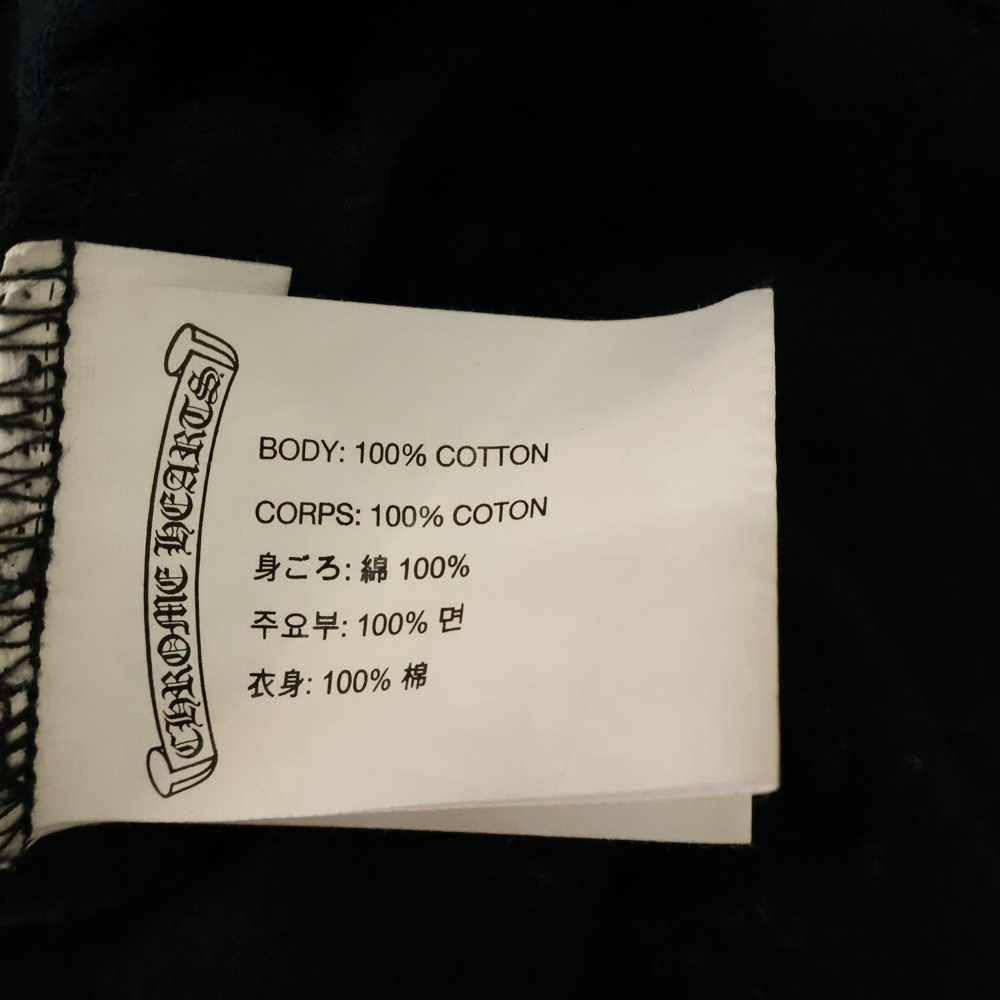 CHROME HEARTS
BODY: 100% COTTON
CORPS: 100% COTON
身ごろ: 綿 100%
주요부: 100% 면
衣身: 100% 棉